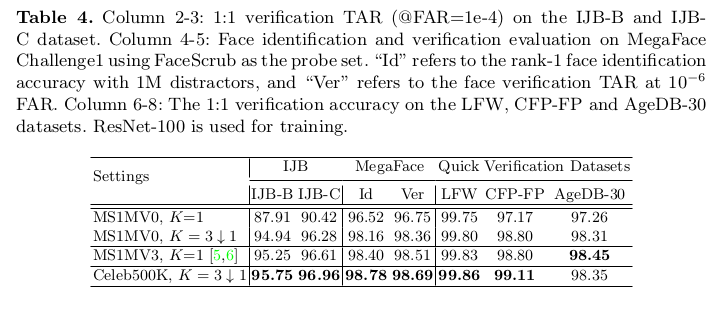 Table 4. Column 2-3: 1:1 verification TAR (@FAR=1e-4) on the IJB-B and IJB-
C dataset. Column 4-5: Face identification and verification evaluation on MegaFace
Challenge1 using FaceScrub as the probe set. “Id” refers to the rank-1 face identification
accuracy with 1M distractors, and “Ver” refers to the face verification TAR at 10⁻⁶
FAR. Column 6-8: The 1:1 verification accuracy on the LFW, CFP-FP and AgeDB-30
datasets. ResNet-100 is used for training.
Settings IJB MegaFace Quick Verification Datasets
IJB-B IJB-C Id Ver LFW CFP-FP AgeDB-30
MS1MV0, K=1 87.91 90.42 96.52 96.75 99.75 97.17 97.26
MS1MV0, K = 3 ↓ 1 94.94 96.28 98.16 98.36 99.80 98.80 98.31
MS1MV3, K=1 [5,6] 95.25 96.61 98.40 98.51 99.83 98.80 98.45
Celeb500K, K = 3 ↓ 1 95.75 96.96 98.78 98.69 99.86 99.11 98.35